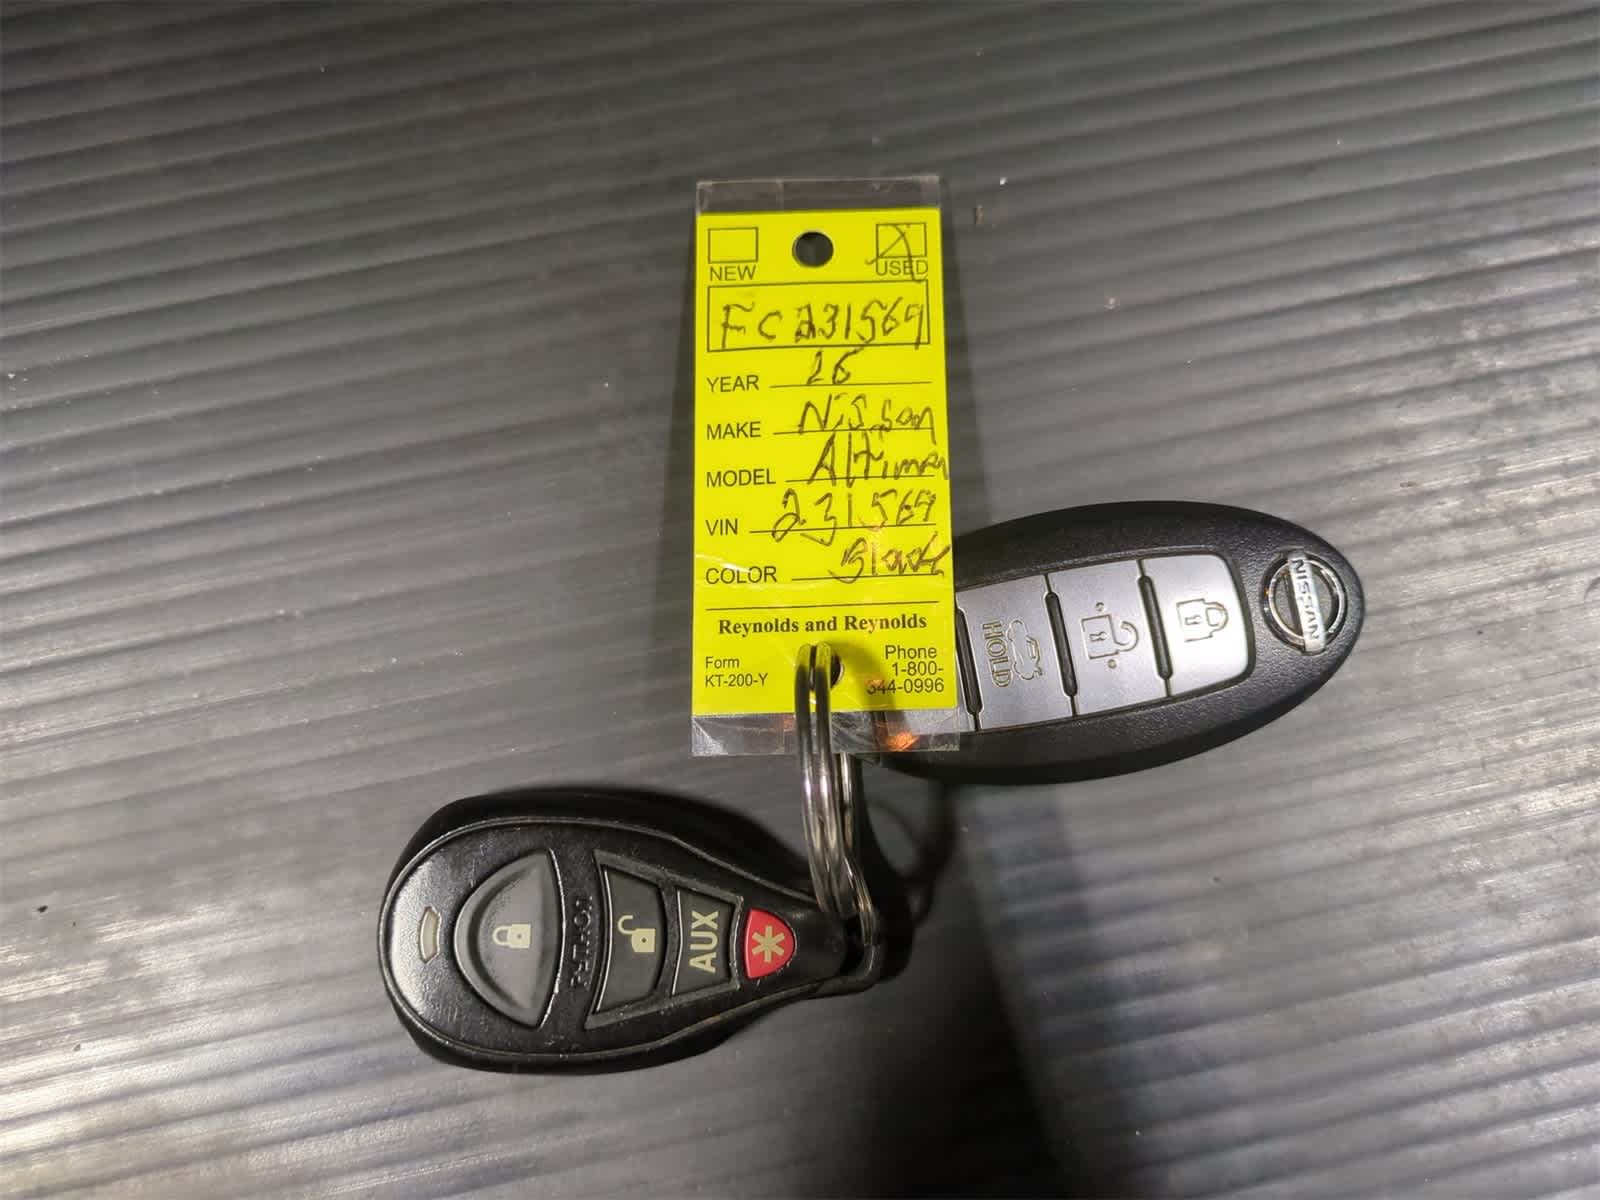 NEW USED
FC231569
YEAR 16
MAKE Nissan
MODEL Altima
VIN 231569
COLOR Black
Reynolds and Reynolds
Form Phone
KT-200-Y 1-800-
344-0996
HOLD
NISSAN
AUX